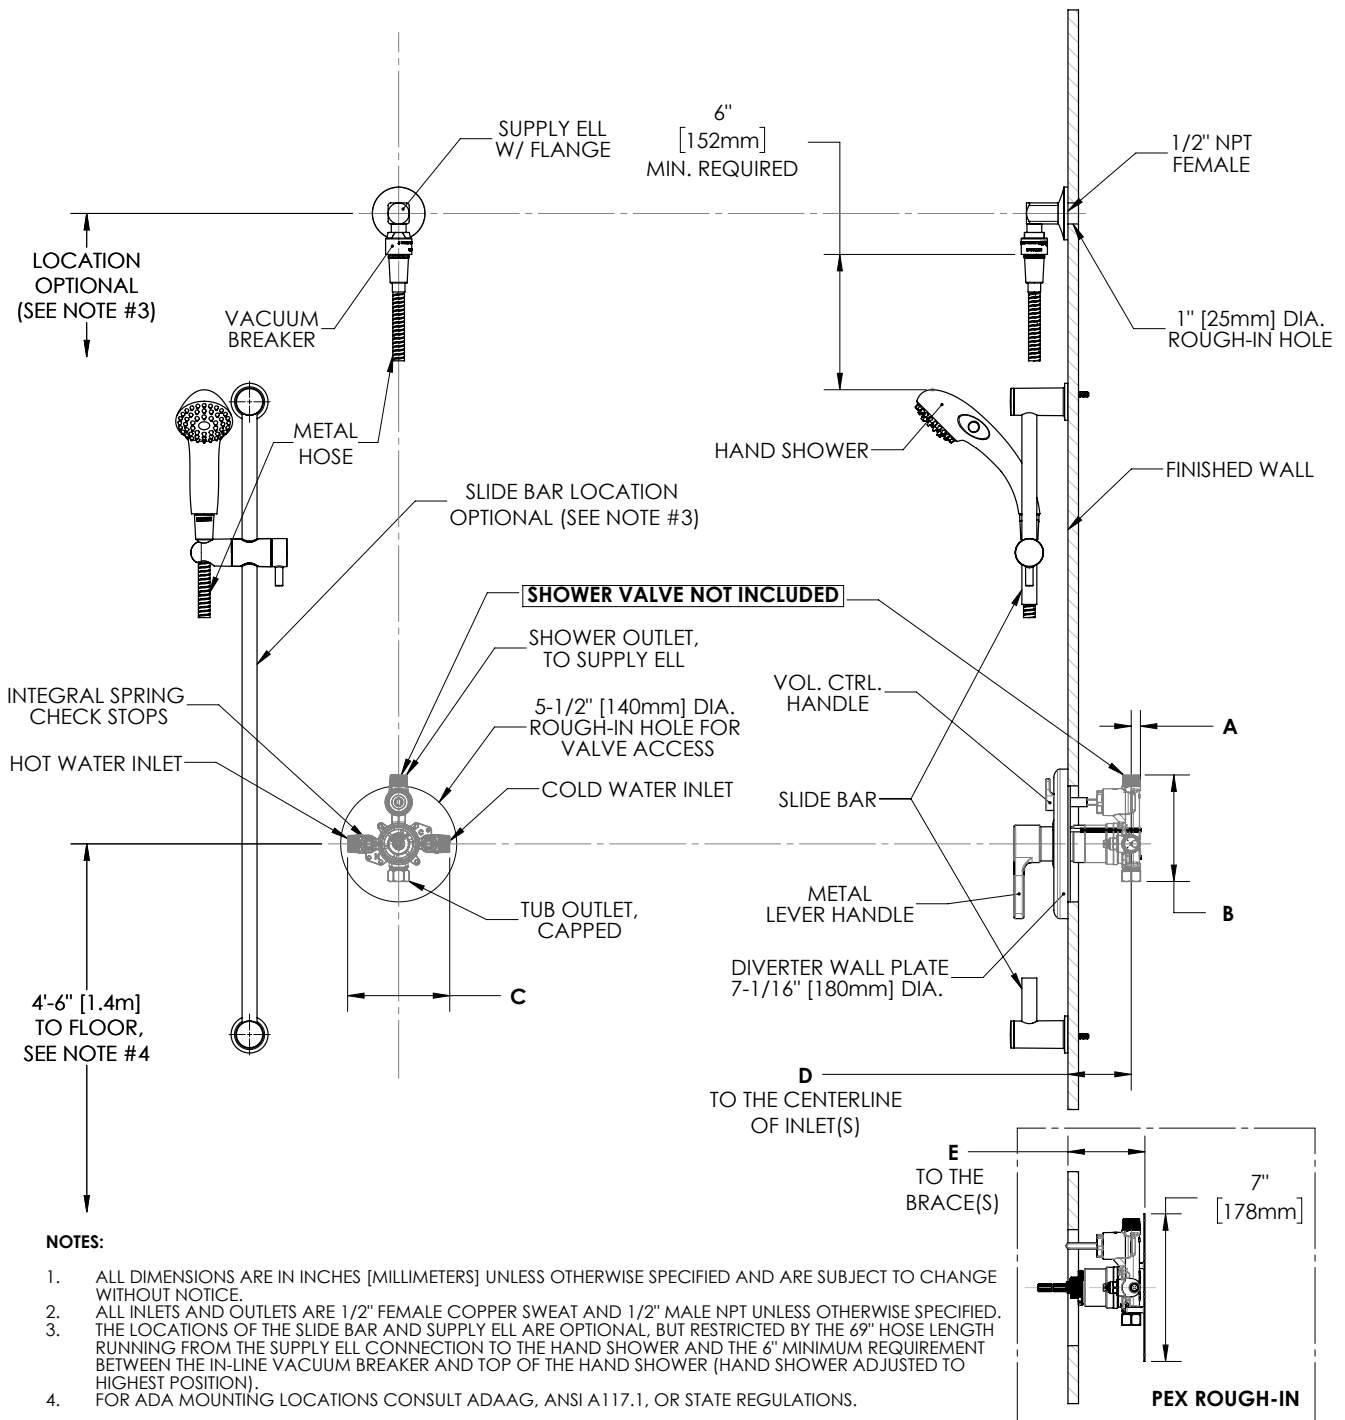 SUPPLY ELL
W/ FLANGE
6"
[152mm]
MIN. REQUIRED
1/2" NPT
FEMALE
LOCATION
OPTIONAL
(SEE NOTE #3)
VACUUM
BREAKER
1" [25mm] DIA.
ROUGH-IN HOLE
METAL
HOSE
HAND SHOWER
FINISHED WALL
SLIDE BAR LOCATION
OPTIONAL (SEE NOTE #3)
SHOWER VALVE NOT INCLUDED
SHOWER OUTLET,
TO SUPPLY ELL
INTEGRAL SPRING
CHECK STOPS
5-1/2" [140mm] DIA.
ROUGH-IN HOLE FOR
VALVE ACCESS
VOL. CTRL.
HANDLE
A
HOT WATER INLET
COLD WATER INLET
SLIDE BAR
METAL
LEVER HANDLE
B
TUB OUTLET,
CAPPED
DIVERTER WALL PLATE
7-1/16" [180mm] DIA.
C
4'-6" [1.4m]
TO FLOOR,
SEE NOTE #4
D
TO THE CENTERLINE
OF INLET(S)
E
TO THE
BRACE(S)
7"
[178mm]
NOTES:
1. ALL DIMENSIONS ARE IN INCHES [MILLIMETERS] UNLESS OTHERWISE SPECIFIED AND ARE SUBJECT TO CHANGE
WITHOUT NOTICE.
2. ALL INLETS AND OUTLETS ARE 1/2" FEMALE COPPER SWEAT AND 1/2" MALE NPT UNLESS OTHERWISE SPECIFIED.
3. THE LOCATIONS OF THE SLIDE BAR AND SUPPLY ELL ARE OPTIONAL, BUT RESTRICTED BY THE 69" HOSE LENGTH
RUNNING FROM THE SUPPLY ELL CONNECTION TO THE HAND SHOWER AND THE 6" MINIMUM REQUIREMENT
BETWEEN THE IN-LINE VACUUM BREAKER AND TOP OF THE HAND SHOWER (HAND SHOWER ADJUSTED TO
HIGHEST POSITION).
4. FOR ADA MOUNTING LOCATIONS CONSULT ADAAG, ANSI A117.1, OR STATE REGULATIONS.
PEX ROUGH-IN